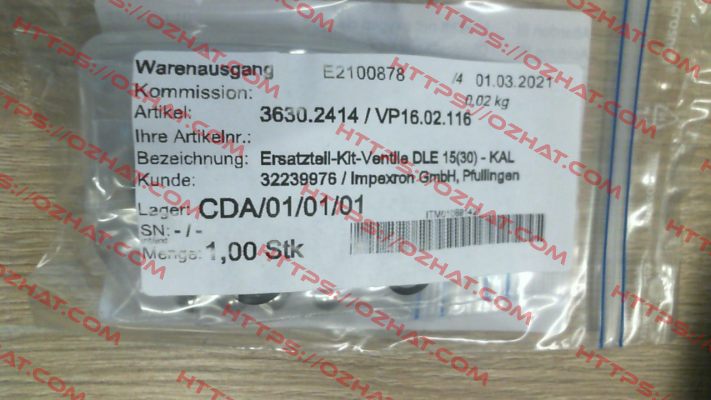 Warenausgang E2100878 /4 01.03.2021
Kommission: 0,02 kg
Artikel: 3630.2414 / VP16.02.116
Ihre Artikelnr.:
Bezeichnung: Ersatzteil-Kit-Ventile DLE 15(30) - KAL
Kunde: 32239976 / Impexron GmbH, Pfullingen
Lager: CDA/01/01/01
SN: - / -
Menge: 1,00 Stk
HTTPS://OZHAT.COM